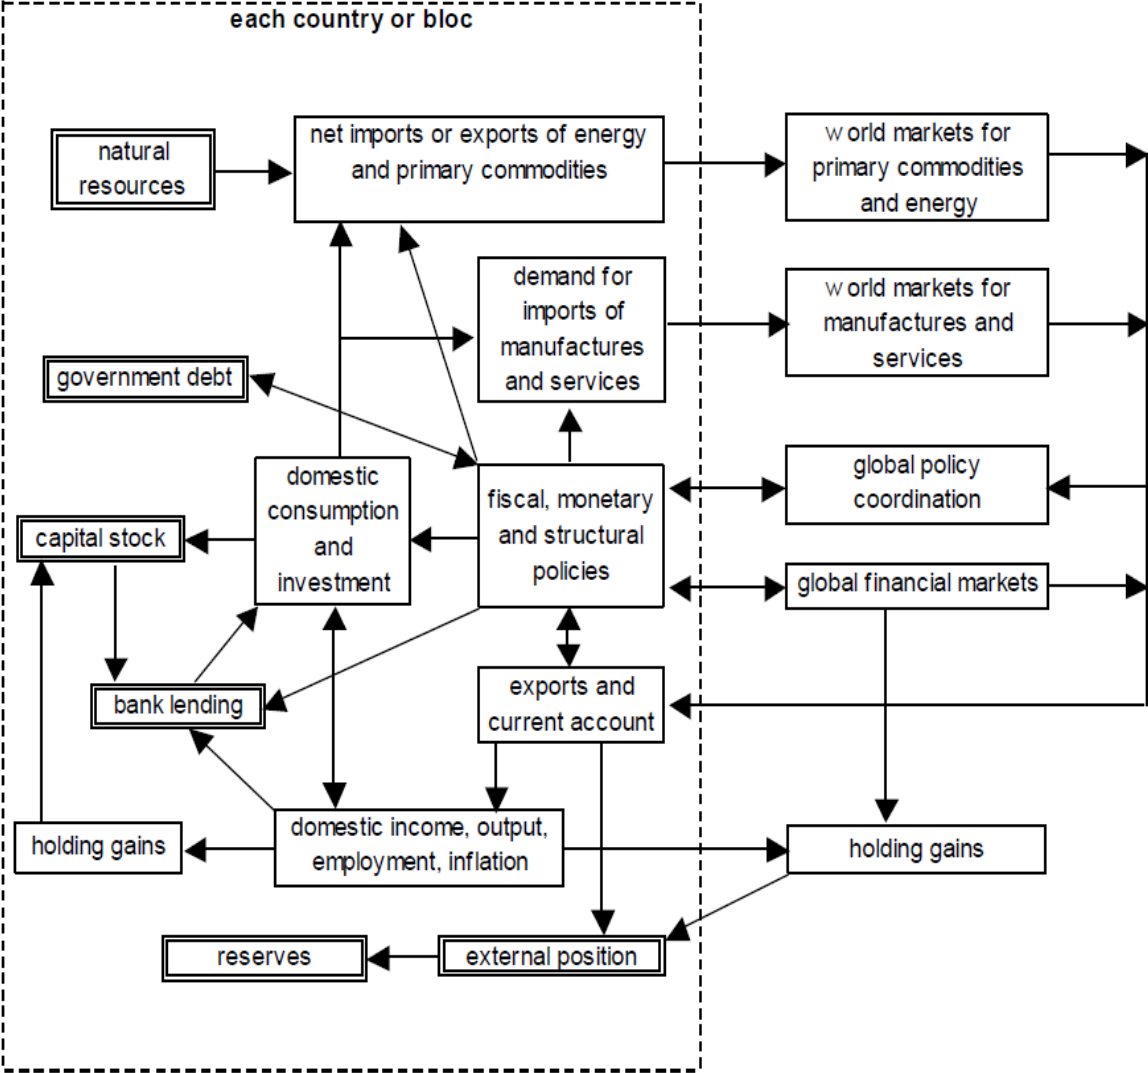 each country or bloc
natural
resources
net imports or exports of energy
and primary commodities
world markets for
primary commodities
and energy
demand for
imports of
manufactures
and services
world markets for
manufactures and
services
government debt
domestic
consumption
and
investment
fiscal, monetary
and structural
policies
global policy
coordination
capital stock
global financial markets
bank lending
exports and
current account
holding gains
domestic income, output,
employment, inflation
holding gains
reserves
external position